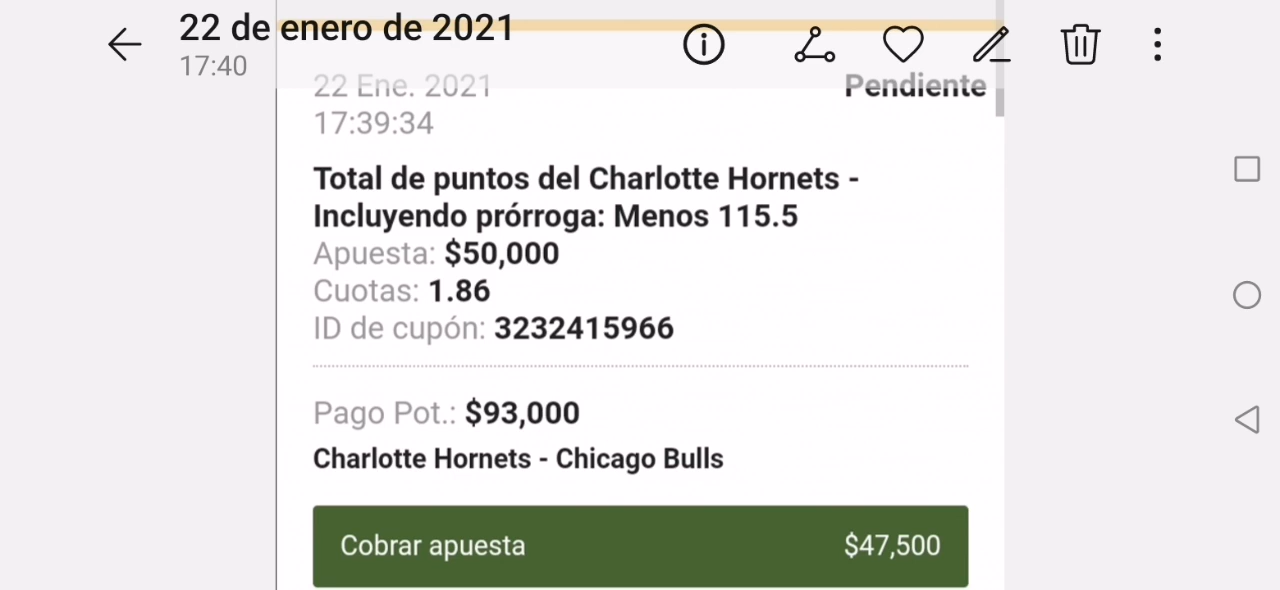 22 de enero de 2021
17:40
22 Ene. 2021
Pendiente
17:39:34
Total de puntos del Charlotte Hornets -
Incluyendo prórroga: Menos 115.5
Apuesta: $50,000
Cuotas: 1.86
ID de cupón: 3232415966
Pago Pot.: $93,000
Charlotte Hornets - Chicago Bulls
Cobrar apuesta $47,500